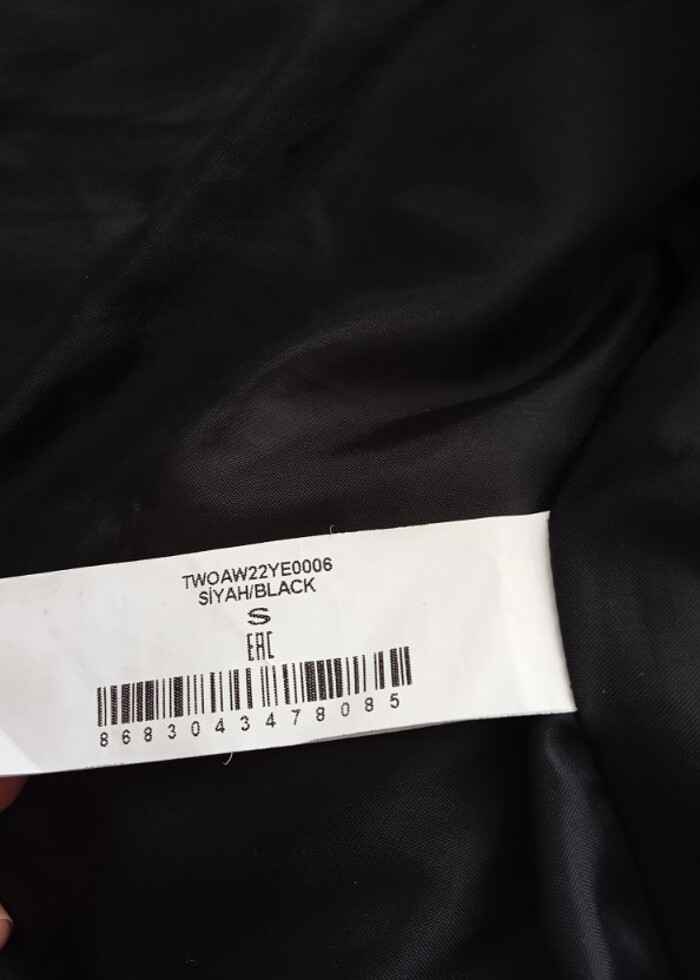 TWOAW22YE0006
SİYAH/BLACK
S
EAC
8683043478085